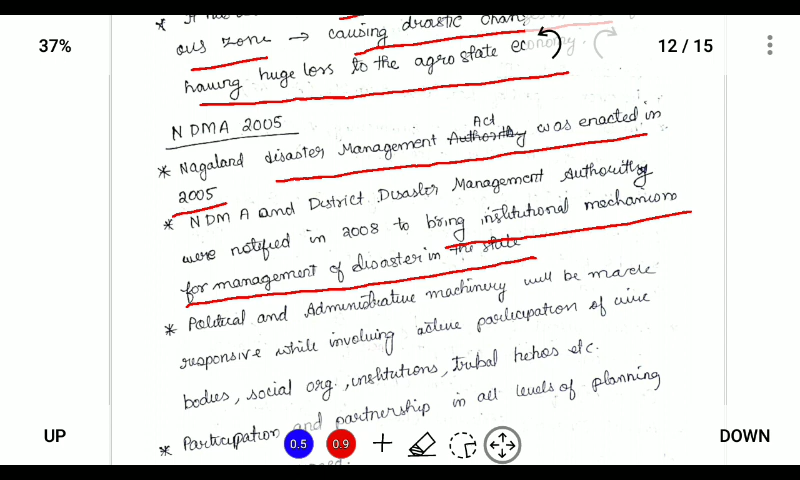 37%
12 / 15
ous zone → causing drastic chan
having huge loss to the agro state economy.
NDMA 2005
* Nagaland disaster Management Authority Act was enacted in
2005
* NDMA and District Disaster Management Authority
were notified in 2008 to bring institutional mechanism
for management of disaster in the state
* Political and Administrative machinery will be made
responsive while involving active participation of civic
bodies, social org., institutions, tribal hohos etc.
* Participation and partnership in all levels of planning
UP
0.5
0.9
DOWN